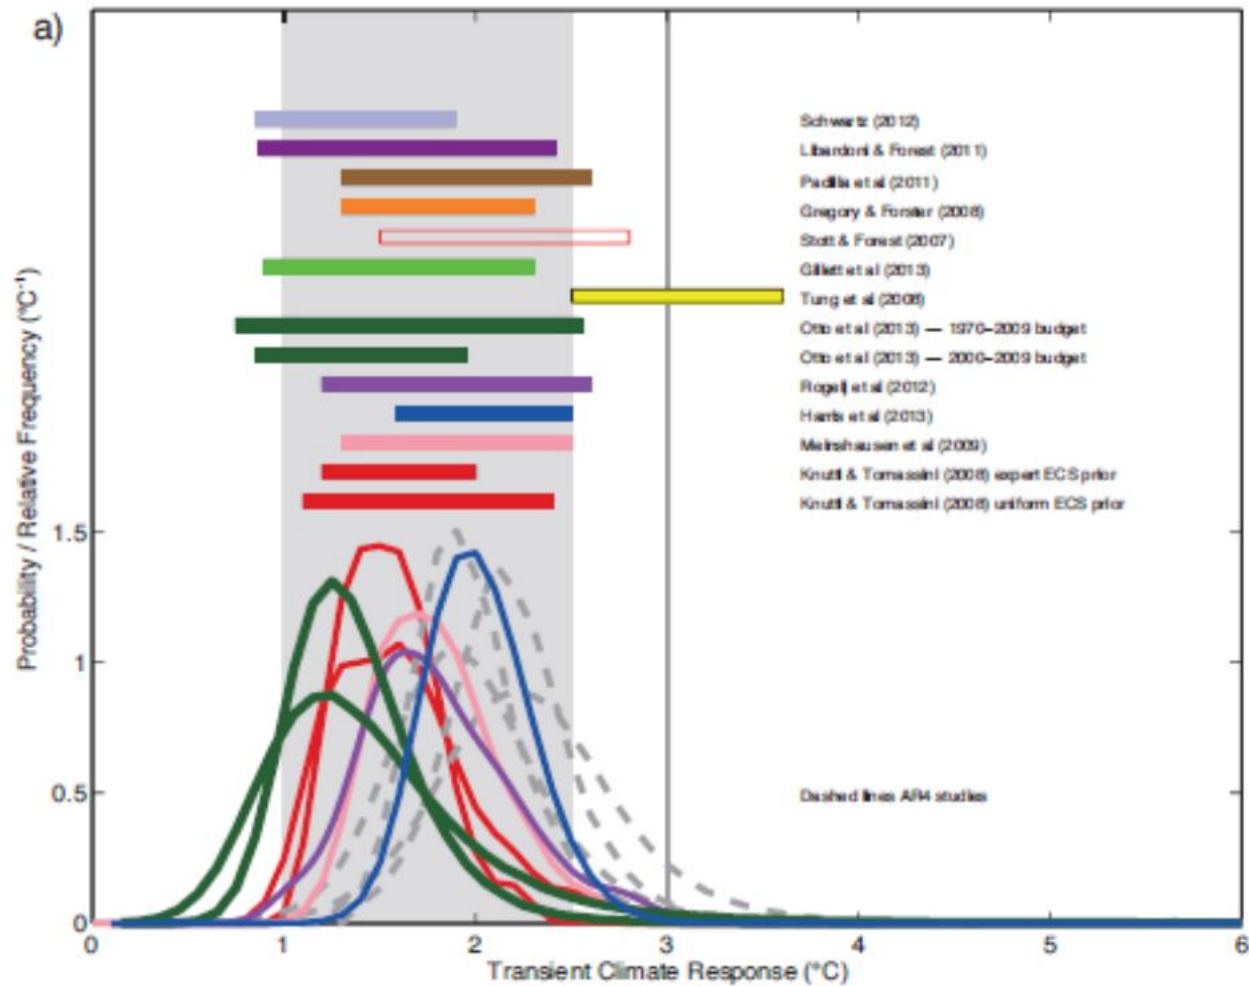 a)
Schwartz (2012)
Libardoni & Forest (2011)
Padilla et al (2011)
Gregory & Forster (2008)
Stott & Forest (2007)
Gillett et al (2013)
Tung et al (2008)
Otto et al (2013) — 1970–2009 budget
Otto et al (2013) — 2000–2009 budget
Rogelj et al (2012)
Harris et al (2013)
Meinshausen et al (2009)
Knutti & Tomassini (2008) expert ECS prior
Knutti & Tomassini (2008) uniform ECS prior
Dashed lines AR4 studies
Probability / Relative Frequency (°C⁻¹)
1.5
1
0.5
0
0 1 2 3 4 5 6
Transient Climate Response (°C)